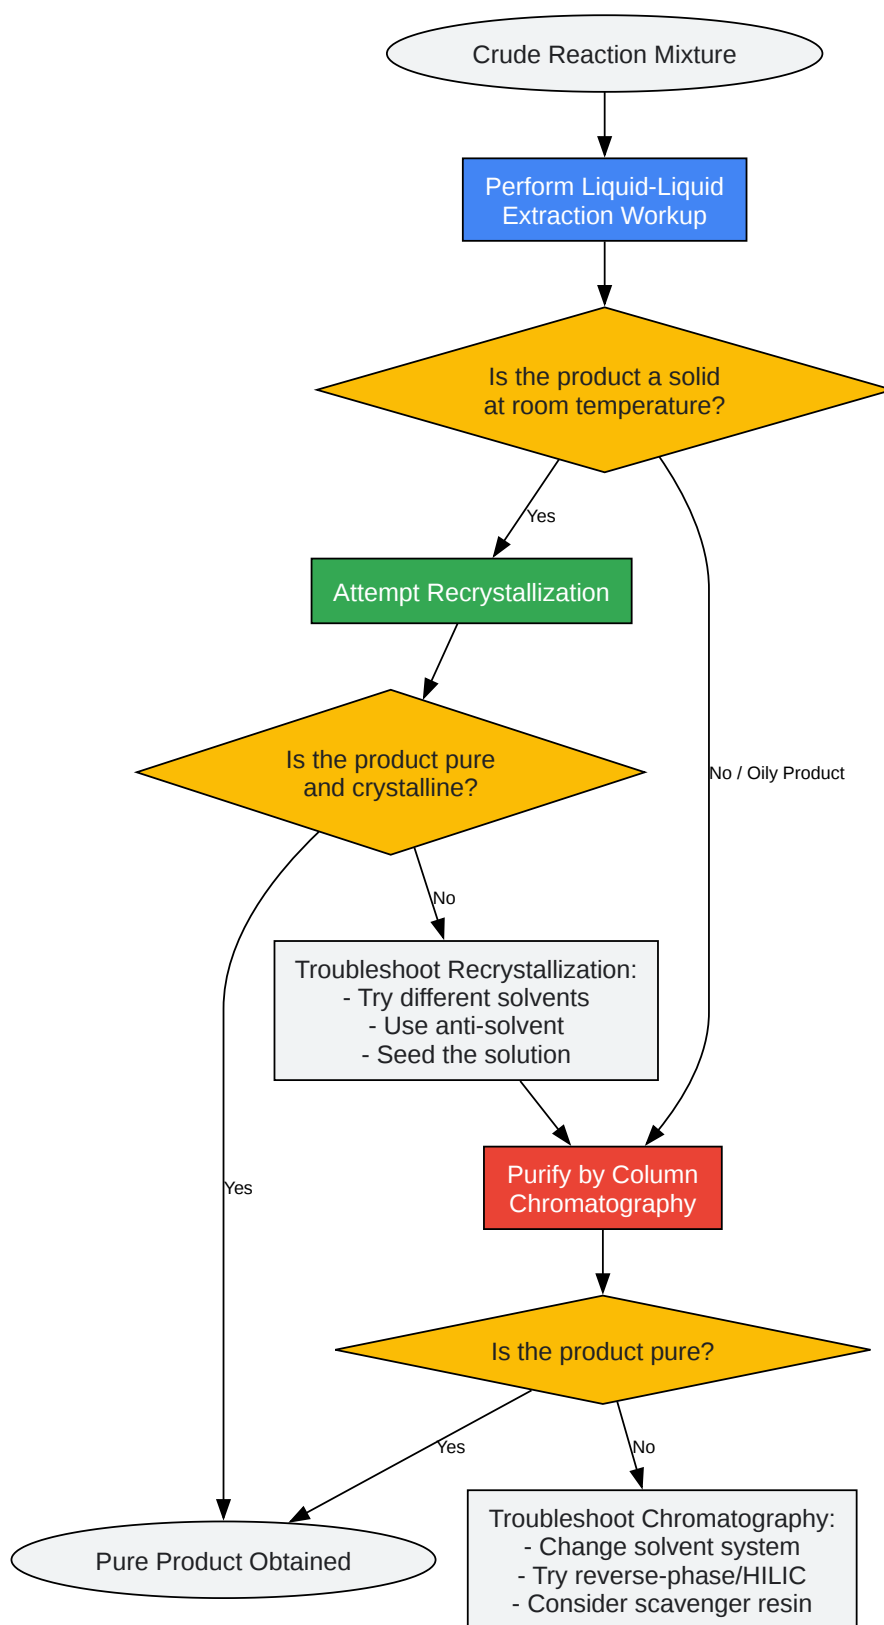 Crude Reaction Mixture
Perform Liquid-Liquid
Extraction Workup
Is the product a solid
at room temperature?
Yes
Attempt Recrystallization
No / Oily Product
Is the product pure
and crystalline?
No
Troubleshoot Recrystallization:
- Try different solvents
- Use anti-solvent
- Seed the solution
Yes
Purify by Column
Chromatography
Is the product pure?
Yes
No
Pure Product Obtained
Troubleshoot Chromatography:
- Change solvent system
- Try reverse-phase/HILIC
- Consider scavenger resin